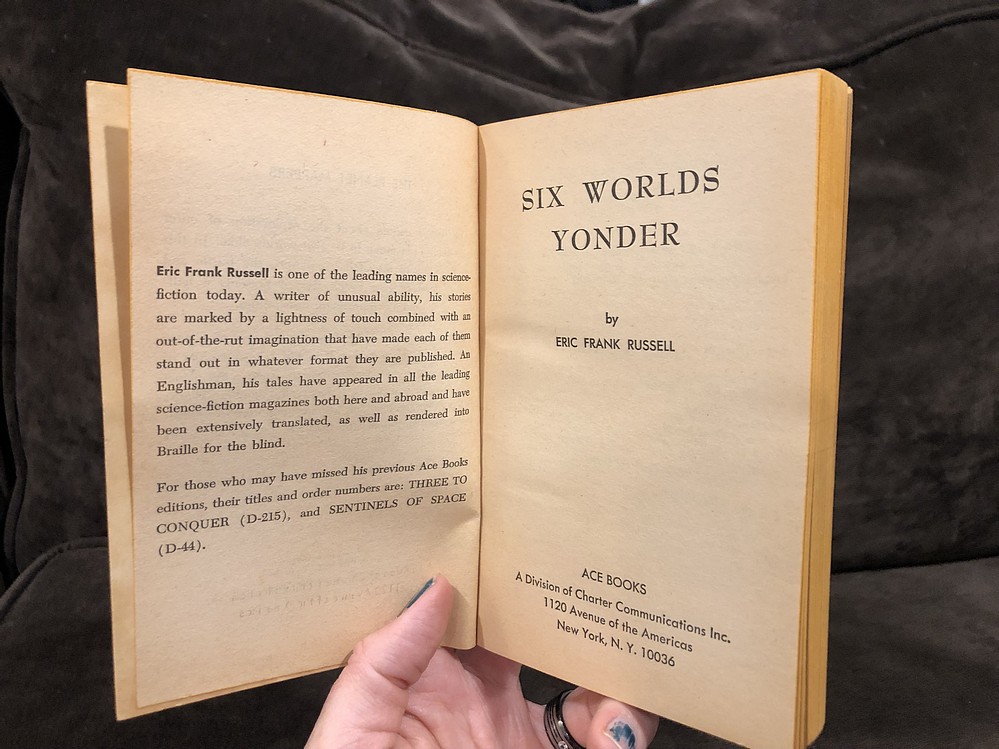 Eric Frank Russell is one of the leading names in science-
fiction today. A writer of unusual ability, his stories
are marked by a lightness of touch combined with an
out-of-the-rut imagination that have made each of them
stand out in whatever format they are published. An
Englishman, his tales have appeared in all the leading
science-fiction magazines both here and abroad and have
been extensively translated, as well as rendered into
Braille for the blind.
For those who may have missed his previous Ace Books
editions, their titles and order numbers are: THREE TO
CONQUER (D-215), and SENTINELS OF SPACE
(D-44).
SIX WORLDS
YONDER
by
ERIC FRANK RUSSELL
ACE BOOKS
A Division of Charter Communications Inc.
1120 Avenue of the Americas
New York, N. Y. 10036